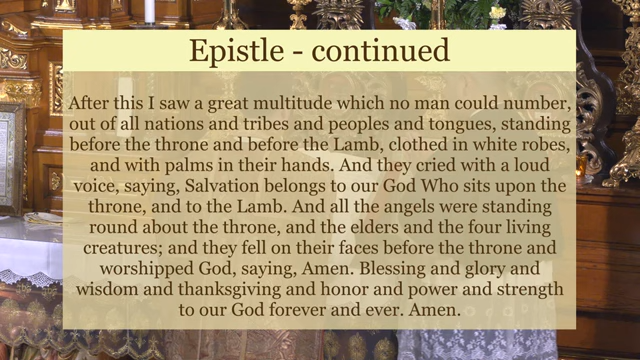 Epistle - continued
After this I saw a great multitude which no man could number,
out of all nations and tribes and peoples and tongues, standing
before the throne and before the Lamb, clothed in white robes,
and with palms in their hands. And they cried with a loud
voice, saying, Salvation belongs to our God Who sits upon the
throne, and to the Lamb. And all the angels were standing
round about the throne, and the elders and the four living
creatures; and they fell on their faces before the throne and
worshipped God, saying, Amen. Blessing and glory and
wisdom and thanksgiving and honor and power and strength
to our God forever and ever. Amen.